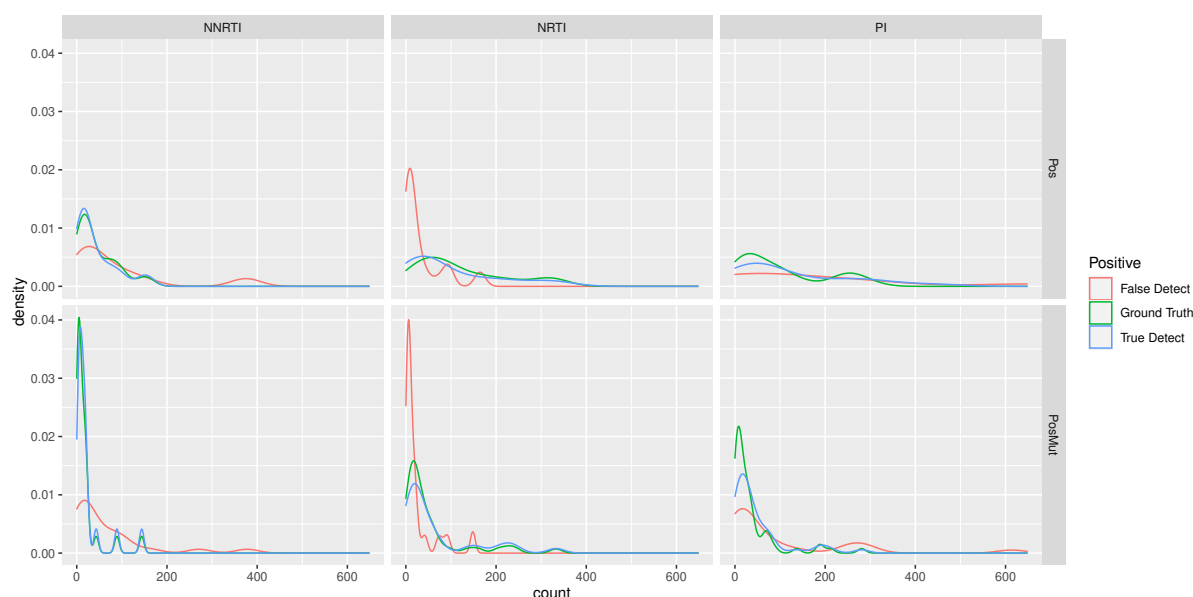 NNRTI
NRTI
PI
0.04
0.03
0.02
0.01
0.00
Pos
0.04
0.03
0.02
0.01
0.00
PosMut
density
0
200
400
600
0
200
400
600
0
200
400
600
count
Positive
False Detect
Ground Truth
True Detect